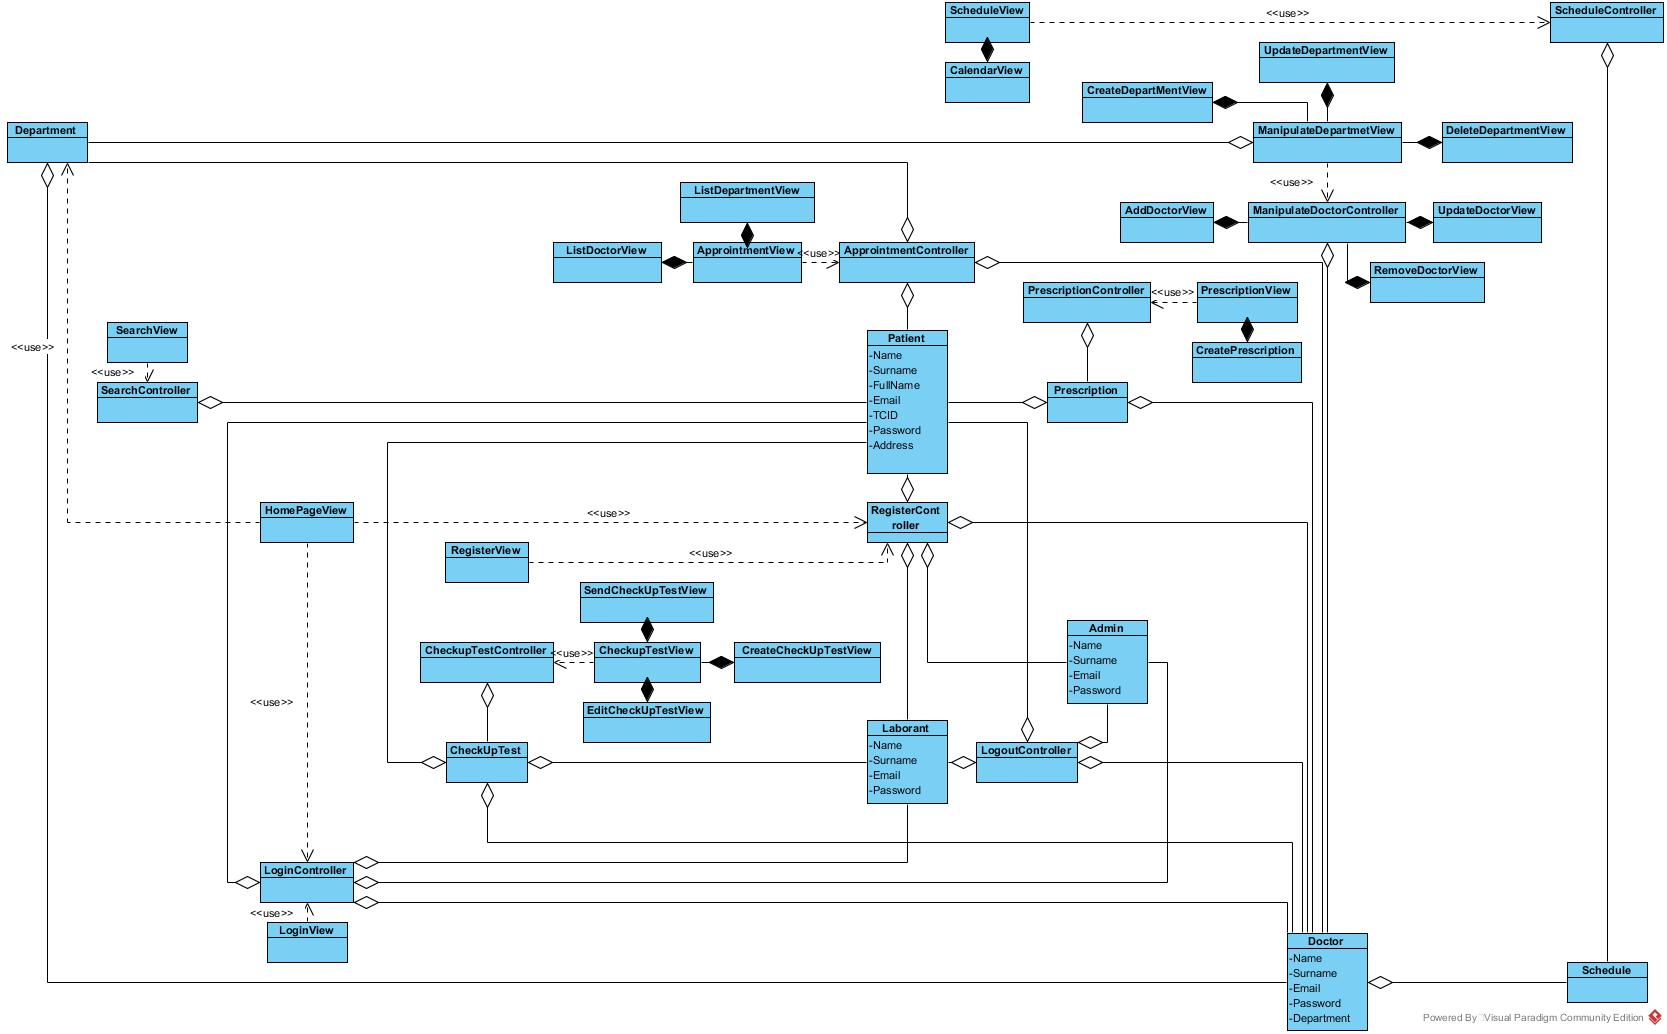 ScheduleView
<<use>>
ScheduleController
UpdateDepartmentView
CalendarView
CreateDepartMentView
Department
ManipulateDepartmetView
DeleteDepartmentView
<<use>>
ListDepartmentView
AddDoctorView
ManipulateDoctorController
UpdateDoctorView
ListDoctorView
ApprointmentView
<<use>>
ApprointmentController
RemoveDoctorView
PrescriptionController
<<use>>
PrescriptionView
SearchView
<<use>>
CreatePrescription
<<use>>
SearchController
Patient
-Name
-Surname
-FullName
-Email
-TCID
-Password
-Address
Prescription
HomePageView
<<use>>
RegisterCont
roller
RegisterView
<<use>>
SendCheckUpTestView
CheckupTestController
<<use>>
CheckupTestView
CreateCheckUpTestView
Admin
-Name
-Surname
-Email
-Password
<<use>>
EditCheckUpTestView
Laborant
-Name
-Surname
-Email
-Password
CheckUpTest
LogoutController
LoginController
<<use>>
LoginView
Doctor
-Name
-Surname
-Email
-Password
-Department
Schedule
Powered By Visual Paradigm Community Edition